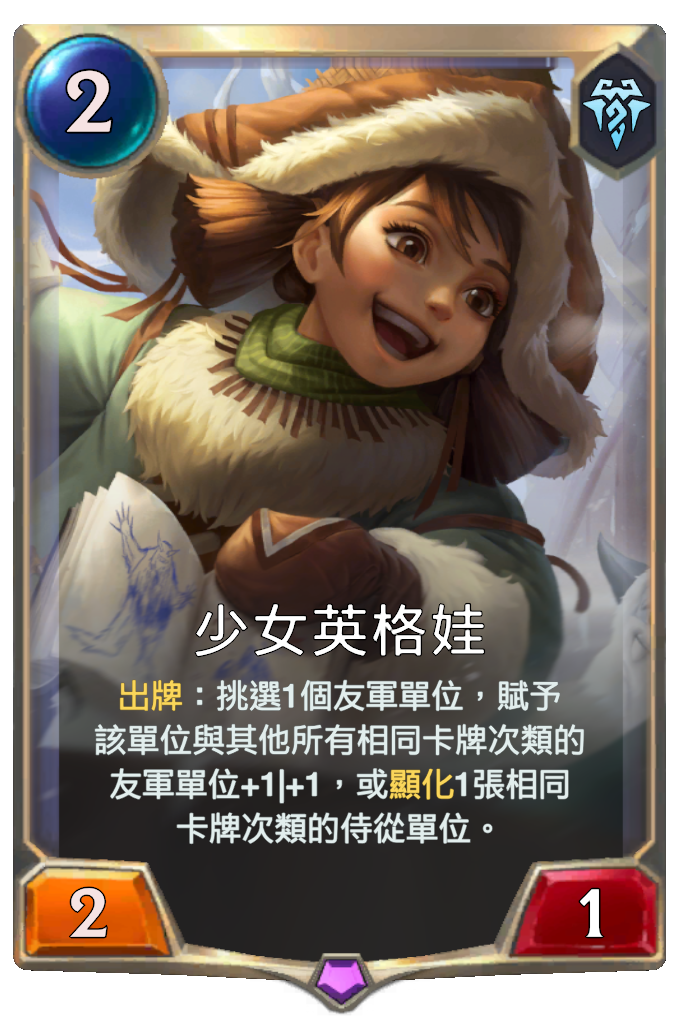 2
少女英格娃
出牌：挑選1個友軍單位，賦予
該單位與其他所有相同卡牌次類的
友軍單位+1|+1，或顯化1張相同
卡牌次類的侍從單位。
2
1